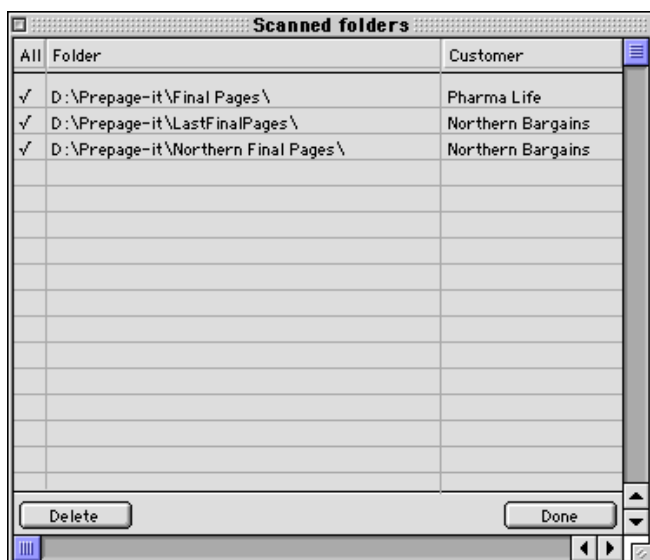 Scanned folders
All Folder Customer
√ D:\Prepage-it\Final Pages\ Pharma Life
√ D:\Prepage-it\LastFinalPages\ Northern Bargains
√ D:\Prepage-it\Northern Final Pages\ Northern Bargains
Delete Done